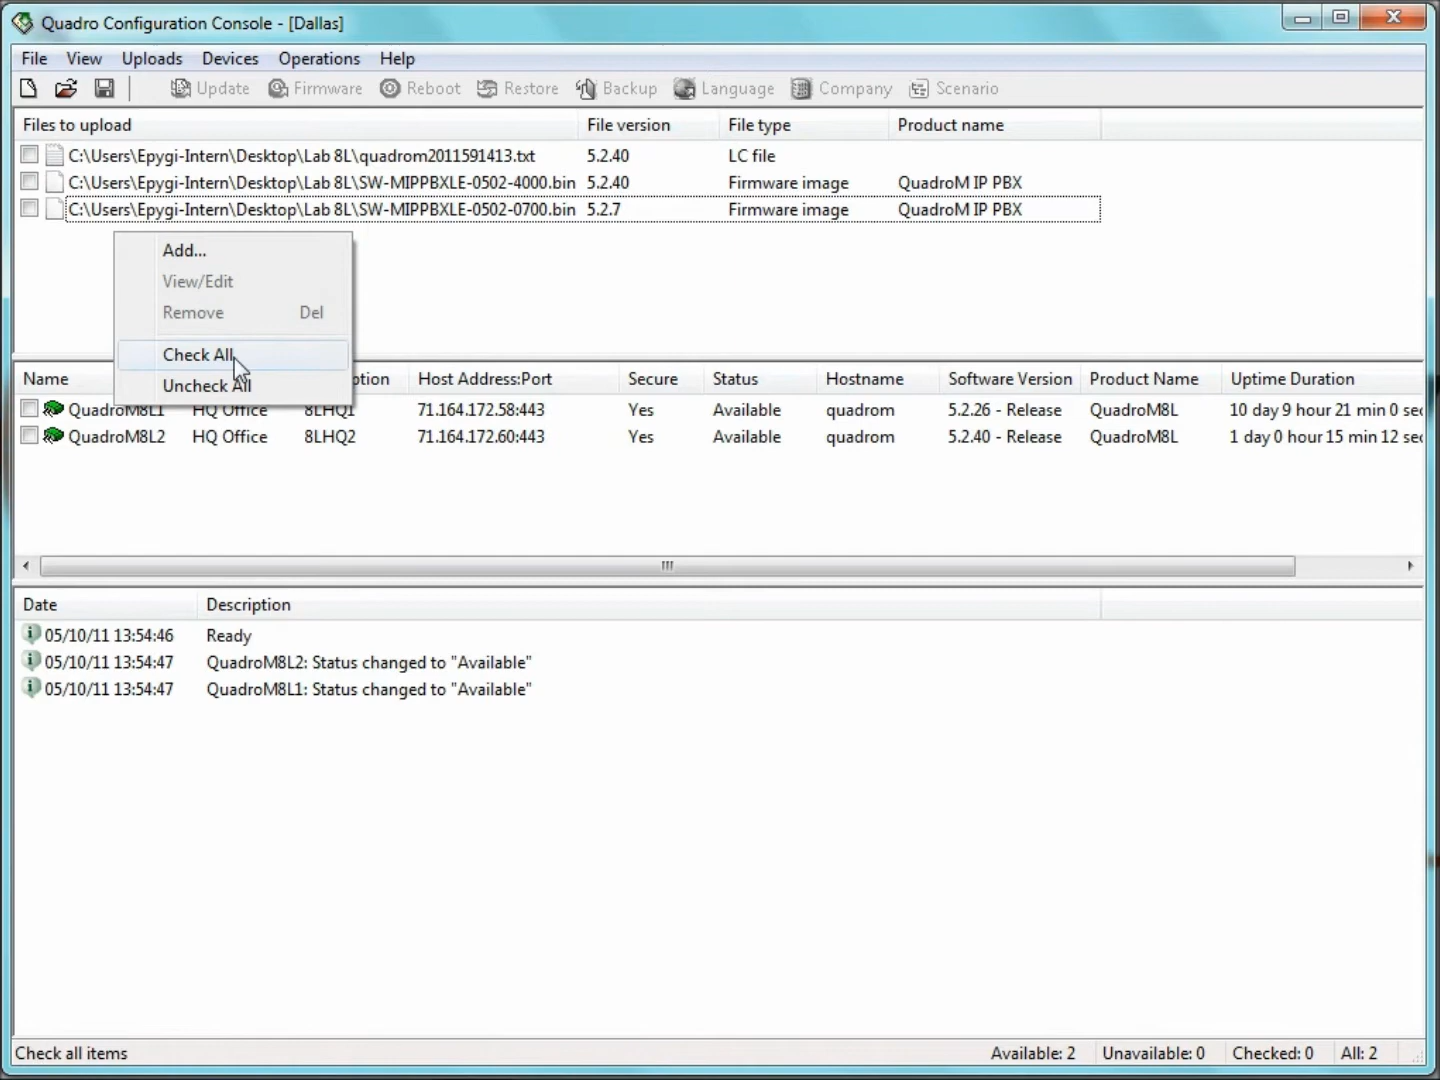 Quadro Configuration Console - [Dallas]
File View Uploads Devices Operations Help
Update Firmware Reboot Restore Backup Language Company Scenario
Files to upload File version File type Product name
C:\Users\Epygi-Intern\Desktop\Lab 8L\quadrom2011591413.txt 5.2.40 LC file
C:\Users\Epygi-Intern\Desktop\Lab 8L\SW-MIPPBXLE-0502-4000.bin 5.2.40 Firmware image QuadroM IP PBX
C:\Users\Epygi-Intern\Desktop\Lab 8L\SW-MIPPBXLE-0502-0700.bin 5.2.7 Firmware image QuadroM IP PBX
Add...
View/Edit
Remove Del
Check All
Uncheck All
Name ption Host Address:Port Secure Status Hostname Software Version Product Name Uptime Duration
QuadroM8L1 HQ Office 8LHQ1 71.164.172.58:443 Yes Available quadrom 5.2.26 - Release QuadroM8L 10 day 9 hour 21 min 0 sec
QuadroM8L2 HQ Office 8LHQ2 71.164.172.60:443 Yes Available quadrom 5.2.40 - Release QuadroM8L 1 day 0 hour 15 min 12 sec
Date Description
05/10/11 13:54:46 Ready
05/10/11 13:54:47 QuadroM8L2: Status changed to "Available"
05/10/11 13:54:47 QuadroM8L1: Status changed to "Available"
Check all items Available: 2 Unavailable: 0 Checked: 0 All: 2